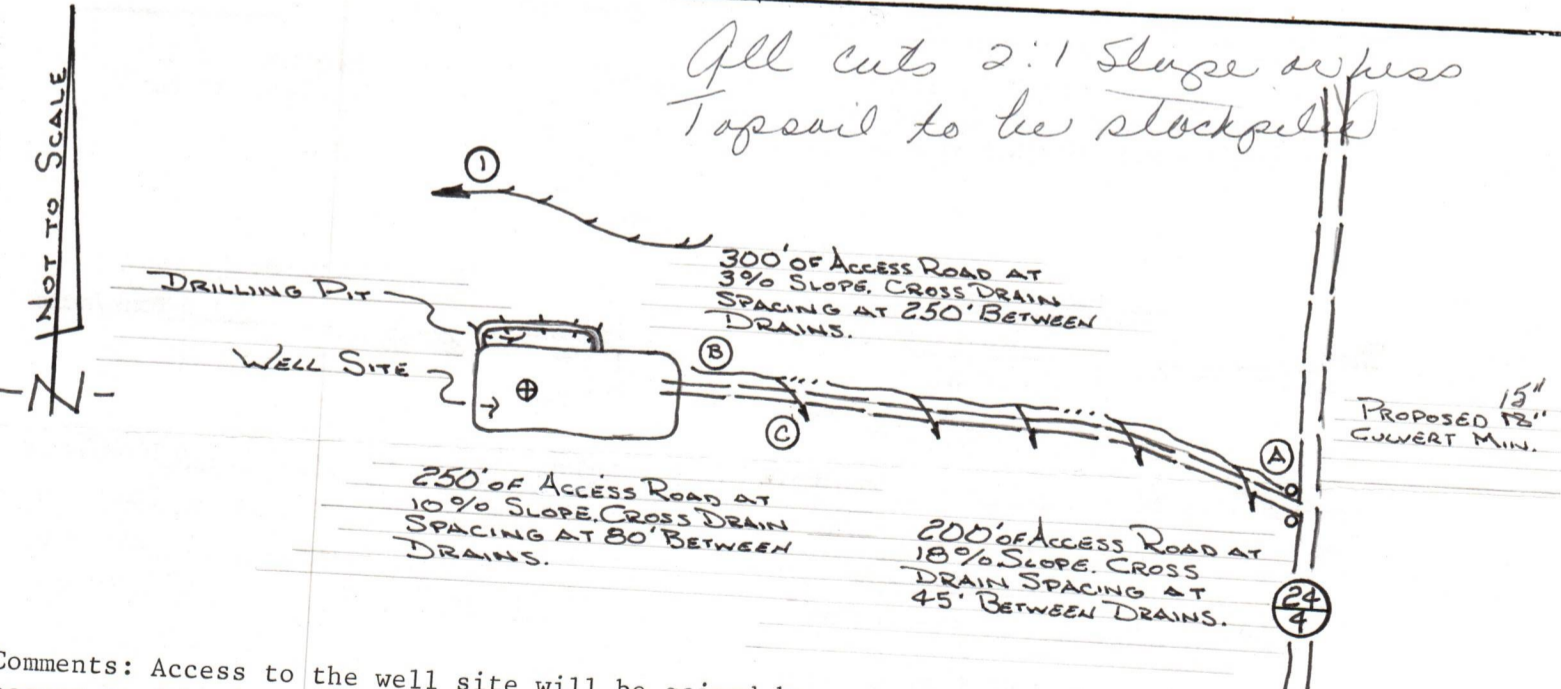 All cuts 2:1 Slope or less
Topsoil to be stockpiled
NOT TO SCALE
-N-
1
300' OF ACCESS ROAD AT
3% SLOPE. CROSS DRAIN
SPACING AT 250' BETWEEN
DRAINS.
DRILLING PIT
WELL SITE
B
C
A
15"
PROPOSED 18"
CULVERT MIN.
250' OF ACCESS ROAD AT
10% SLOPE. CROSS DRAIN
SPACING AT 80' BETWEEN
DRAINS.
200' OF ACCESS ROAD AT
18% SLOPE. CROSS
DRAIN SPACING AT
45' BETWEEN DRAINS.
24
4
Comments: Access to the well site will be